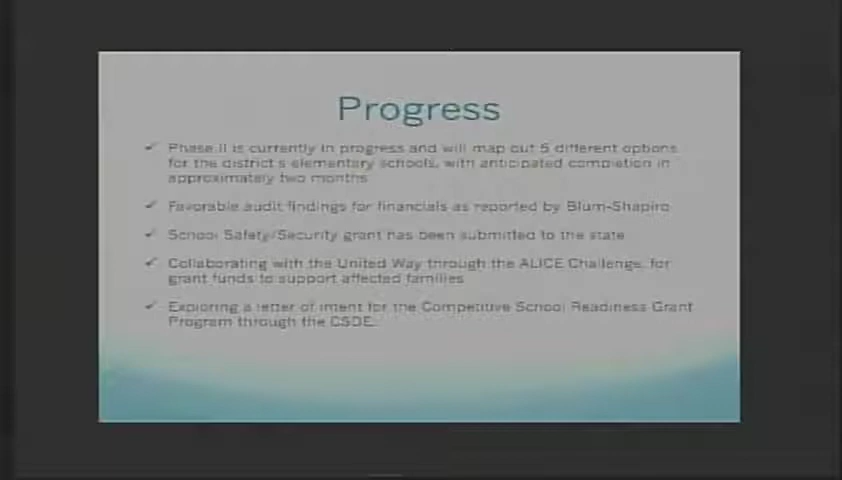 Progress
✓ Phase II is currently in progress and will map out 5 different options
for the district's elementary schools, with anticipated completion in
approximately two months
✓ Favorable audit findings for financials as reported by Blum-Shapiro
✓ School Safety/Security grant has been submitted to the state
✓ Collaborating with the United Way through the ALICE Challenge, for
grant funds to support affected families
✓ Exploring a letter of intent for the Competitive School Readiness Grant
Program through the CSDE.